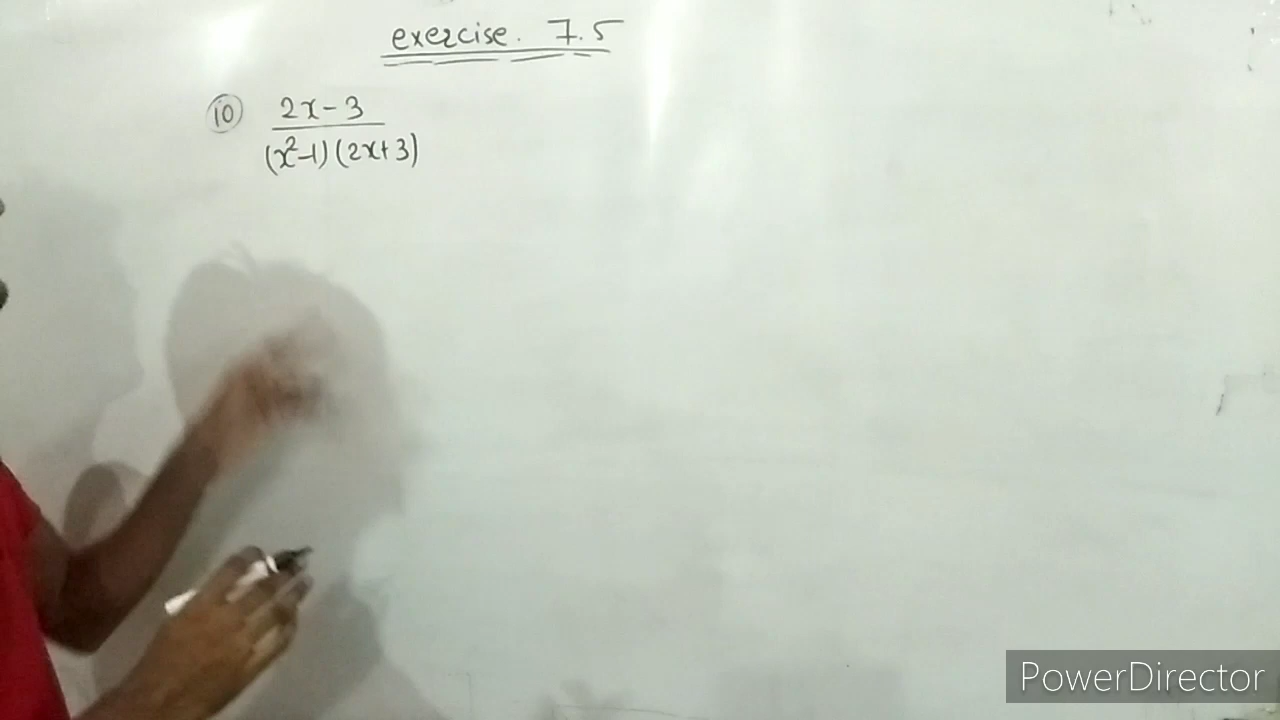 exercise. 7.5
10 2x-3
(x²-1)(2x+3)
PowerDirector